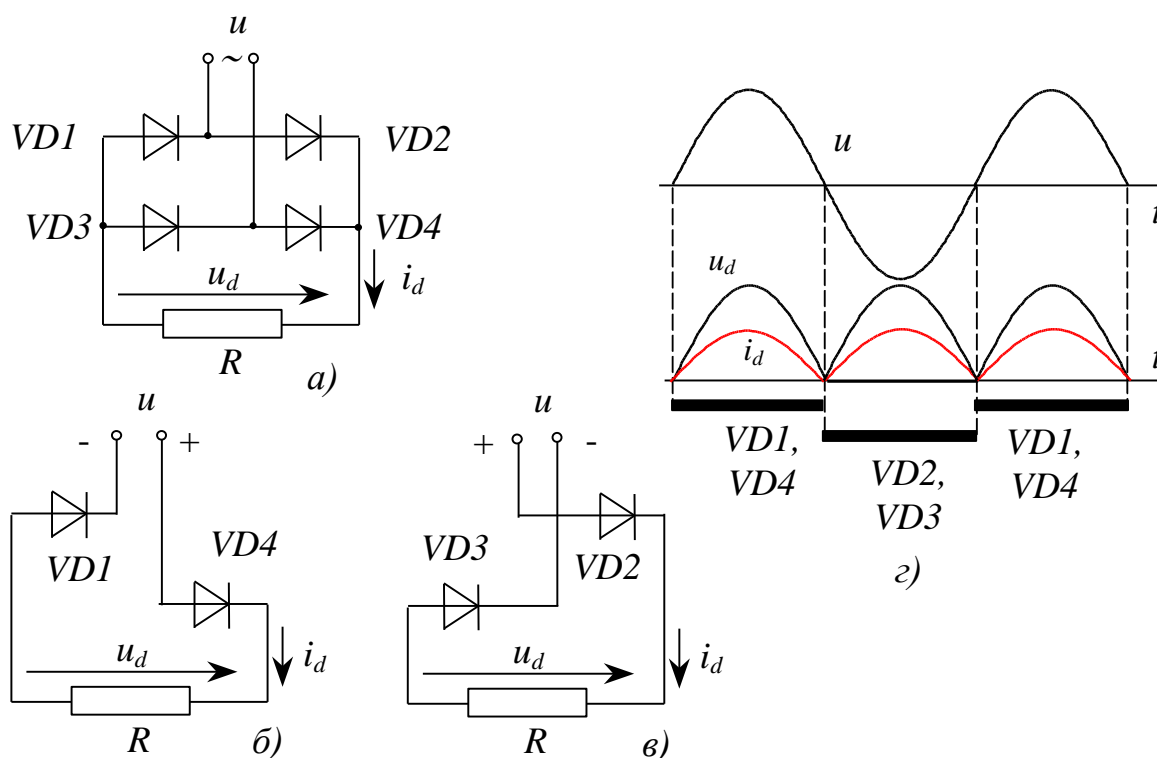 u
~
VD1
VD2
VD3
VD4
u_d
i_d
R
а)
u
- +
VD1
VD4
u_d
i_d
R
б)
u
+ -
VD3
VD2
u_d
i_d
R
в)
u
u_d
i_d
VD1,
VD4
VD2,
VD3
VD1,
VD4
г)